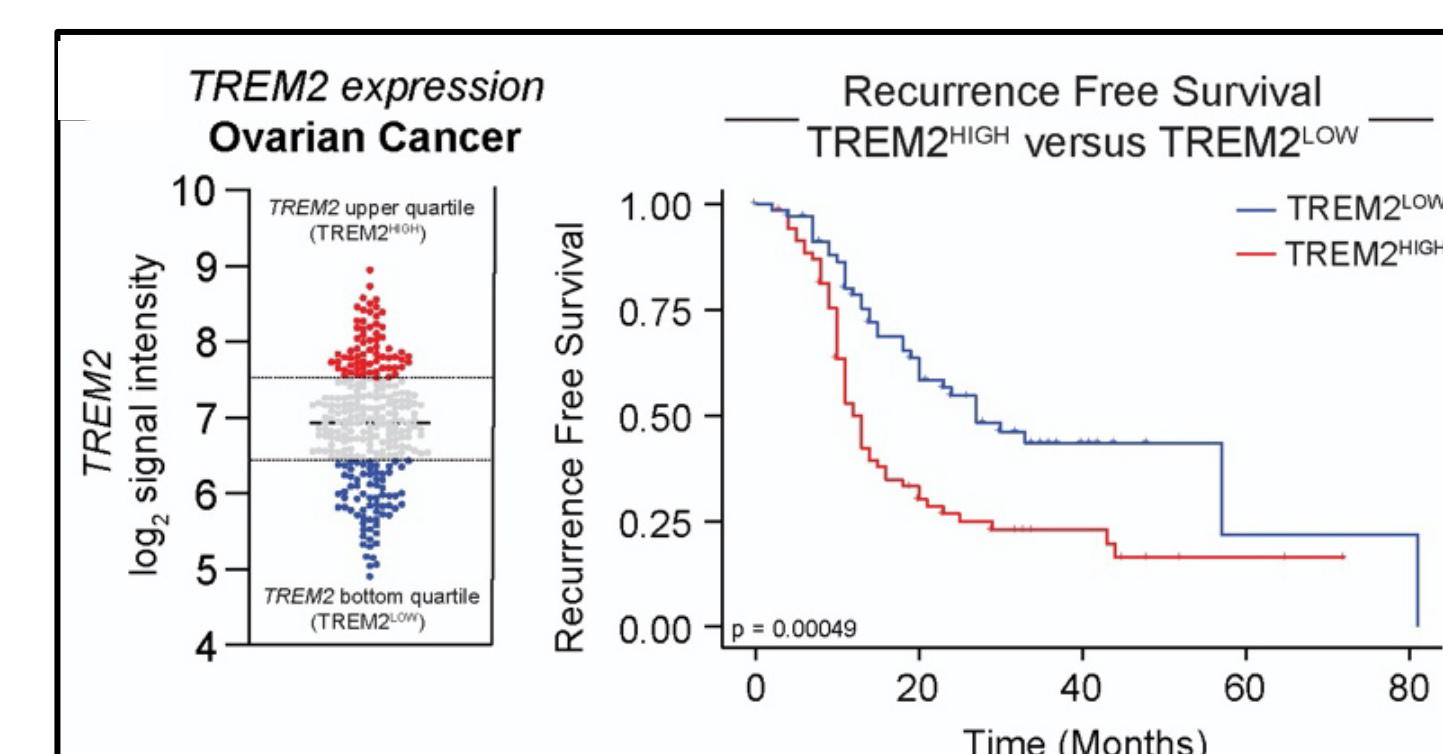 TREM2 expression
Ovarian Cancer
TREM2
log2 signal intensity
10
9
8
7
6
5
4
TREM2 upper quartile
(TREM2HIGH)
TREM2 bottom quartile
(TREM2LOW)
Recurrence Free Survival
TREM2HIGH versus TREM2LOW
Recurrence Free Survival
1.00
0.75
0.50
0.25
0.00
TREM2LOW
TREM2HIGH
p = 0.00049
0 20 40 60 80
Time (Months)